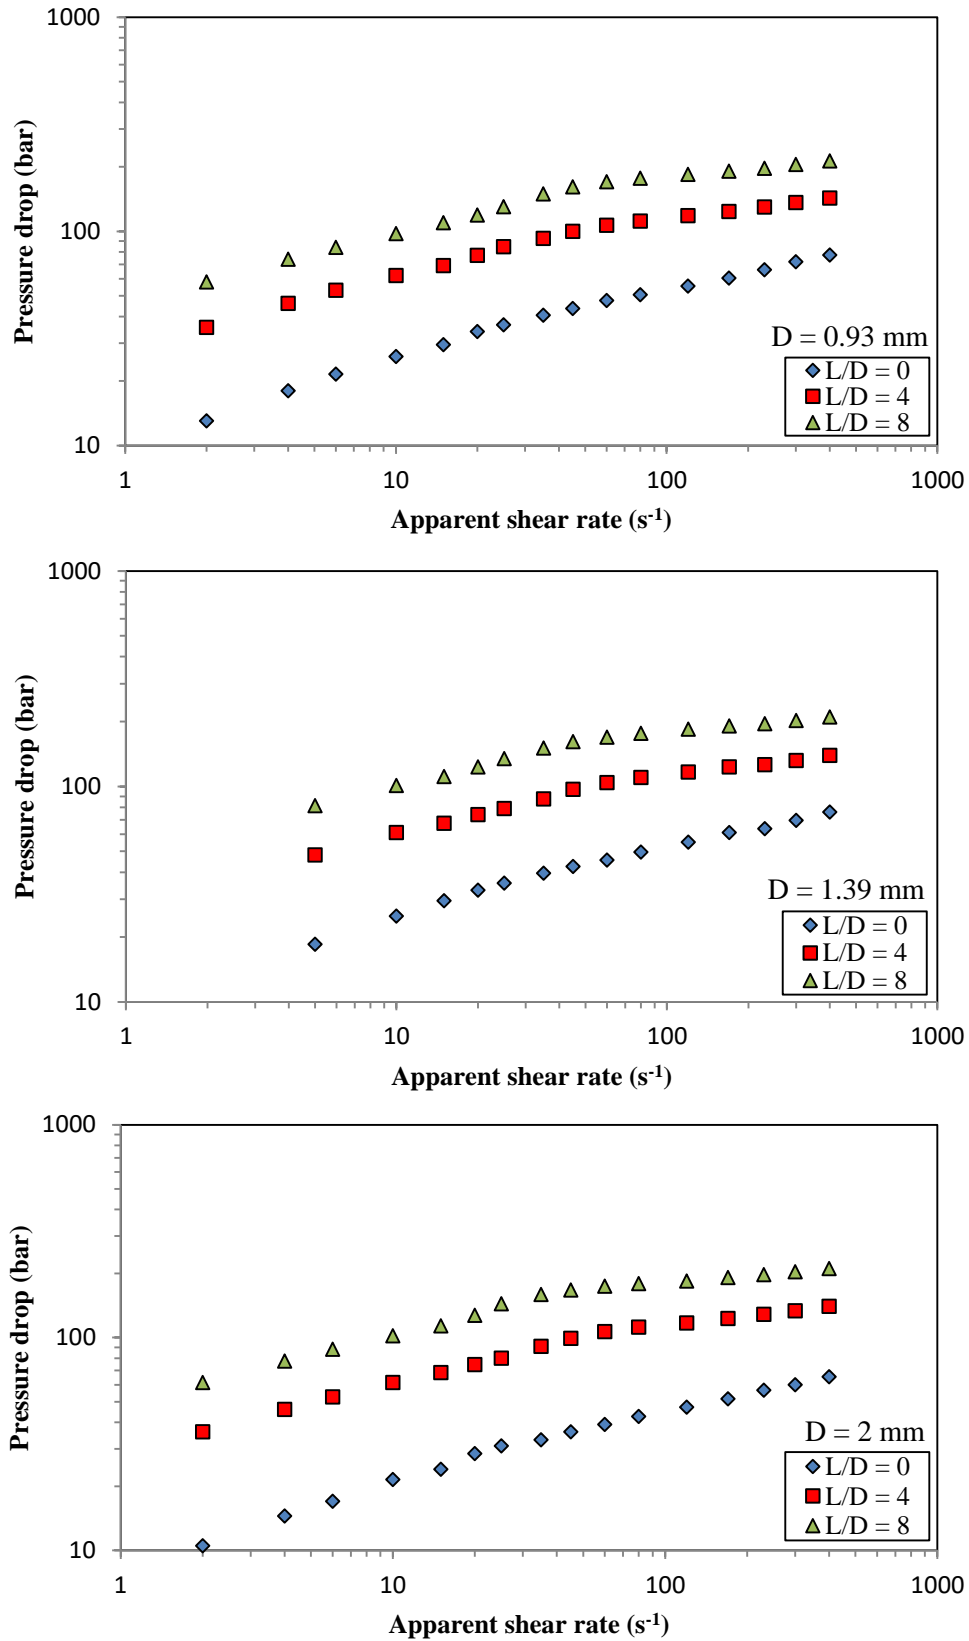 1000
100
10
Pressure drop (bar)
D = 0.93 mm
L/D = 0
L/D = 4
L/D = 8
1 10 100 1000
Apparent shear rate (s⁻¹)
1000
100
10
Pressure drop (bar)
D = 1.39 mm
L/D = 0
L/D = 4
L/D = 8
1 10 100 1000
Apparent shear rate (s⁻¹)
1000
100
10
Pressure drop (bar)
D = 2 mm
L/D = 0
L/D = 4
L/D = 8
1 10 100 1000
Apparent shear rate (s⁻¹)